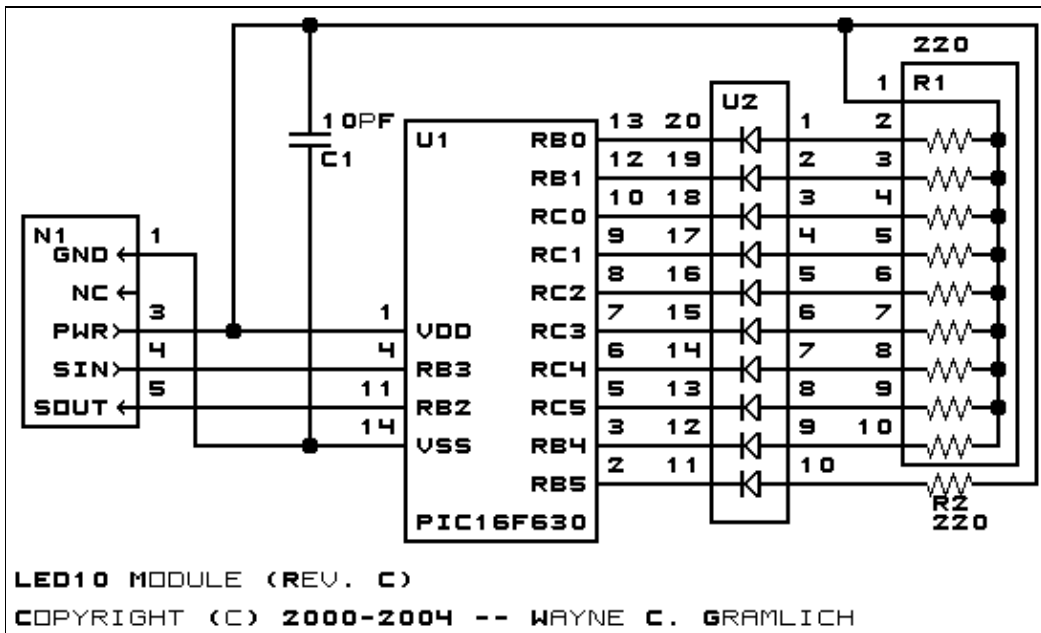 220
1 R1
U2
10PF
C1
U1
RB0 13 20 1 2
RB1 12 19 2 3
RC0 10 18 3 4
RC1 9 17 4 5
RC2 8 16 5 6
RC3 7 15 6 7
RC4 6 14 7 8
RC5 5 13 8 9
RB4 3 12 9 10
RB5 2 11 10
N1
GND 1
NC
PWR 3 1 VDD
SIN 4 4 RB3
SOUT 5 11 RB2
14 VSS
R2
220
PIC16F630
LED10 MODULE (REV. C)
COPYRIGHT (C) 2000-2004 -- WAYNE C. GRAMLICH